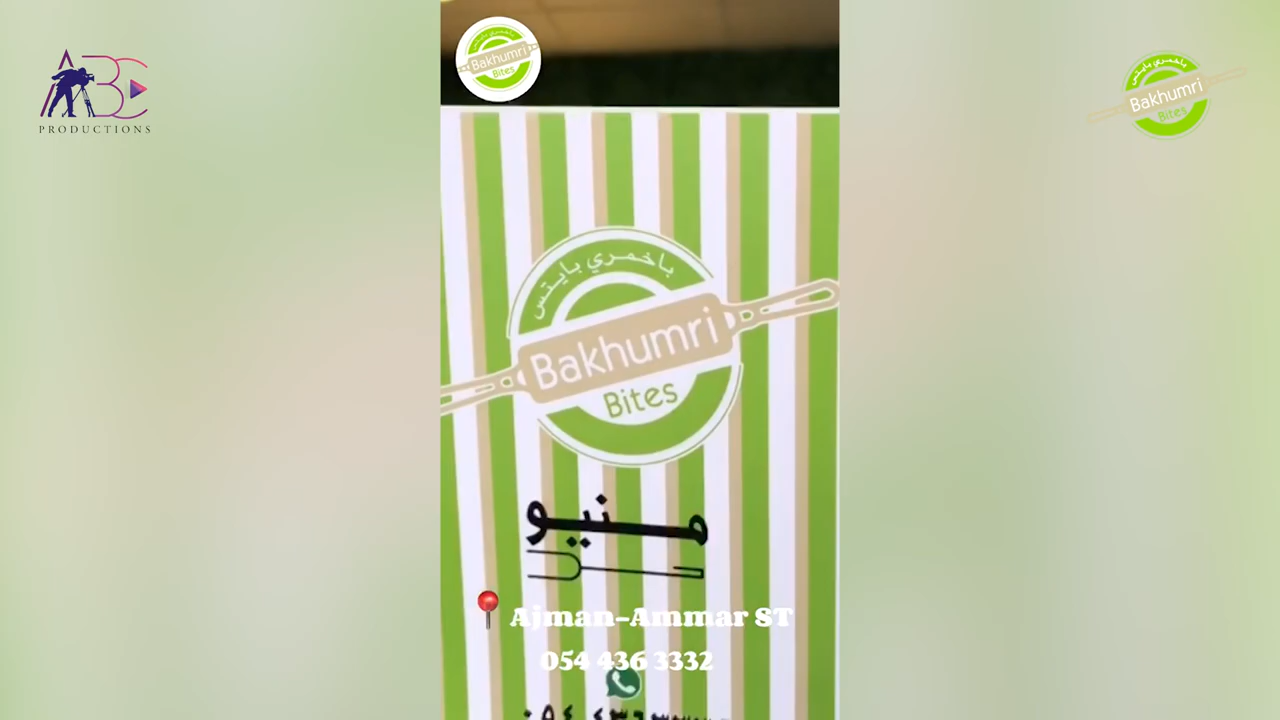 ABC
PRODUCTIONS
باخمري بايتس
Bakhumri
Bites
باخمري بايتس
Bakhumri
Bites
باخمري بايتس
Bakhumri
Bites
منيو
Ajman-Ammar ST
054 436 3332